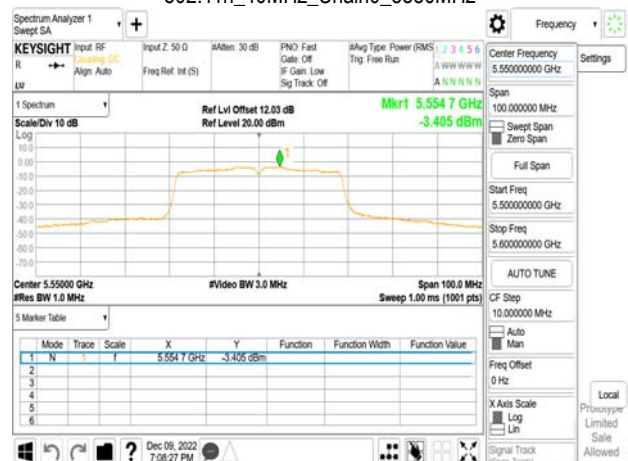 802.11n_40MHz_Chain0_5550MHz
Spectrum Analyzer 1
Swept SA
Frequency
KEYSIGHT
Input: RF
Coupling: DC
Align: Auto
Input Z: 50 Ω
Freq Ref: Int (S)
#Atten: 30 dB
PNO: Fast
Gate: Off
IF Gain: Low
Sig Track: Off
#Avg Type: Power (RMS
Trig: Free Run
1 2 3 4 5 6
A W W W W W
A N N N N N
R
LW
Center Frequency
5.550000000 GHz
Settings
Span
100.000000 MHz
Swept Span
Zero Span
Full Span
Start Freq
5.500000000 GHz
Stop Freq
5.600000000 GHz
AUTO TUNE
CF Step
10.000000 MHz
Auto
Man
Freq Offset
0 Hz
X Axis Scale
Log
Lin
Signal Track
Local
Prototype
Limited
Sale
Allowed
1 Spectrum
Scale/Div 10 dB
Ref Lvl Offset 12.03 dB
Ref Level 20.00 dBm
Mkr1 5.554 7 GHz
-3.405 dBm
Log
10.0
0.00
-10.0
-20.0
-30.0
-40.0
-50.0
-60.0
-70.0
1
Center 5.55000 GHz
#Res BW 1.0 MHz
#Video BW 3.0 MHz
Span 100.0 MHz
Sweep 1.00 ms (1001 pts)
5 Marker Table
Mode Trace Scale X Y Function Function Width Function Value
1 N 1 f 5.554 7 GHz -3.405 dBm
2
3
4
5
6
Dec 09, 2022
7:08:27 PM